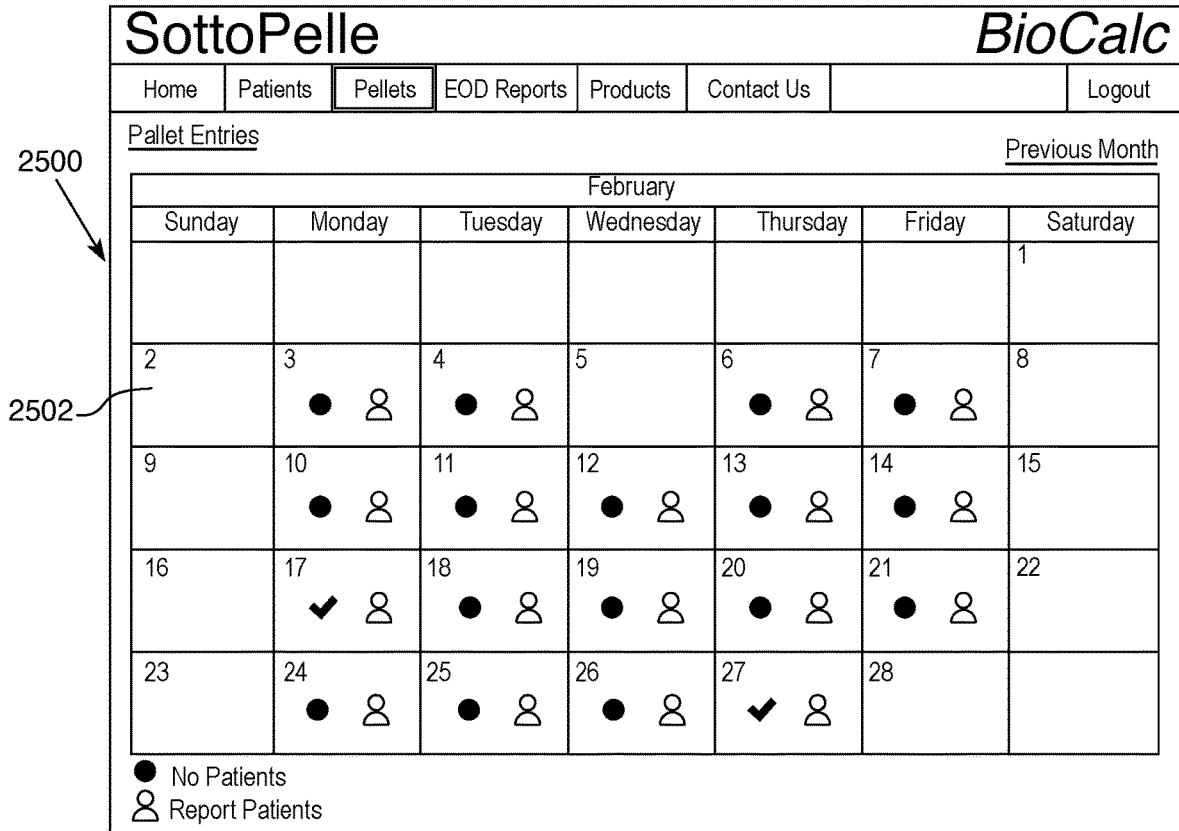 SottoPelle BioCalc
Home Patients Pellets EOD Reports Products Contact Us Logout
Pallet Entries
Previous Month
2500
February
Sunday Monday Tuesday Wednesday Thursday Friday Saturday
1
2 3 4 5 6 7 8
2502
9 10 11 12 13 14 15
16 17 18 19 20 21 22
23 24 25 26 27 28
No Patients
Report Patients